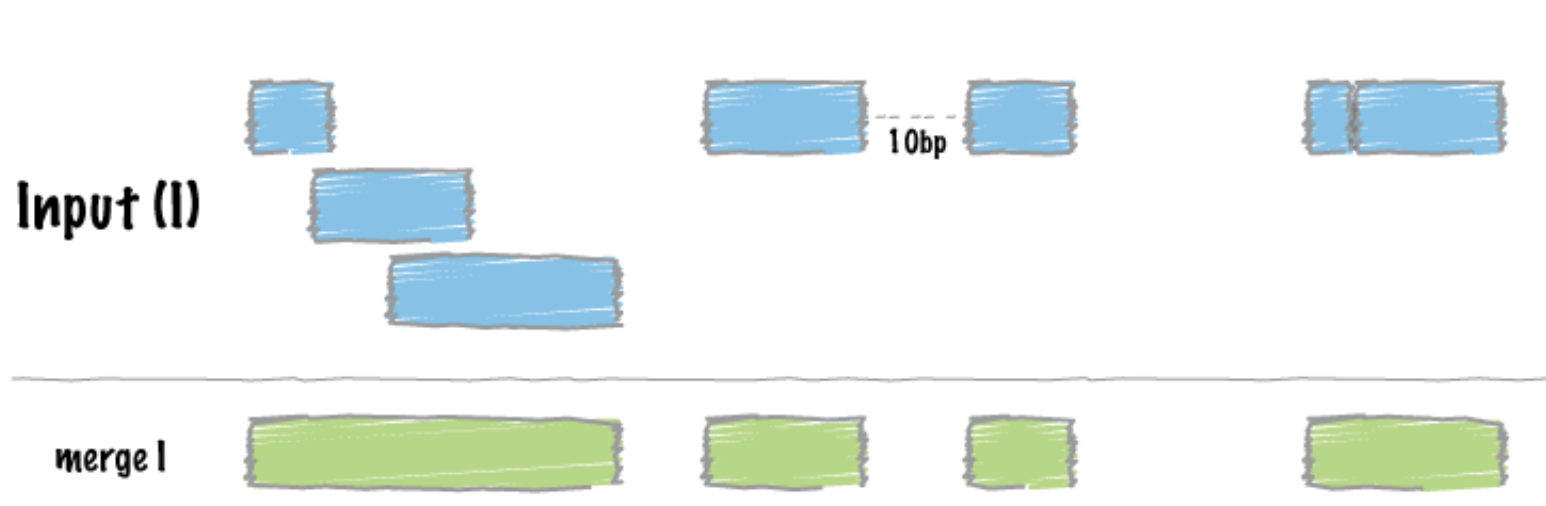 10bp
Input (I)
merge I